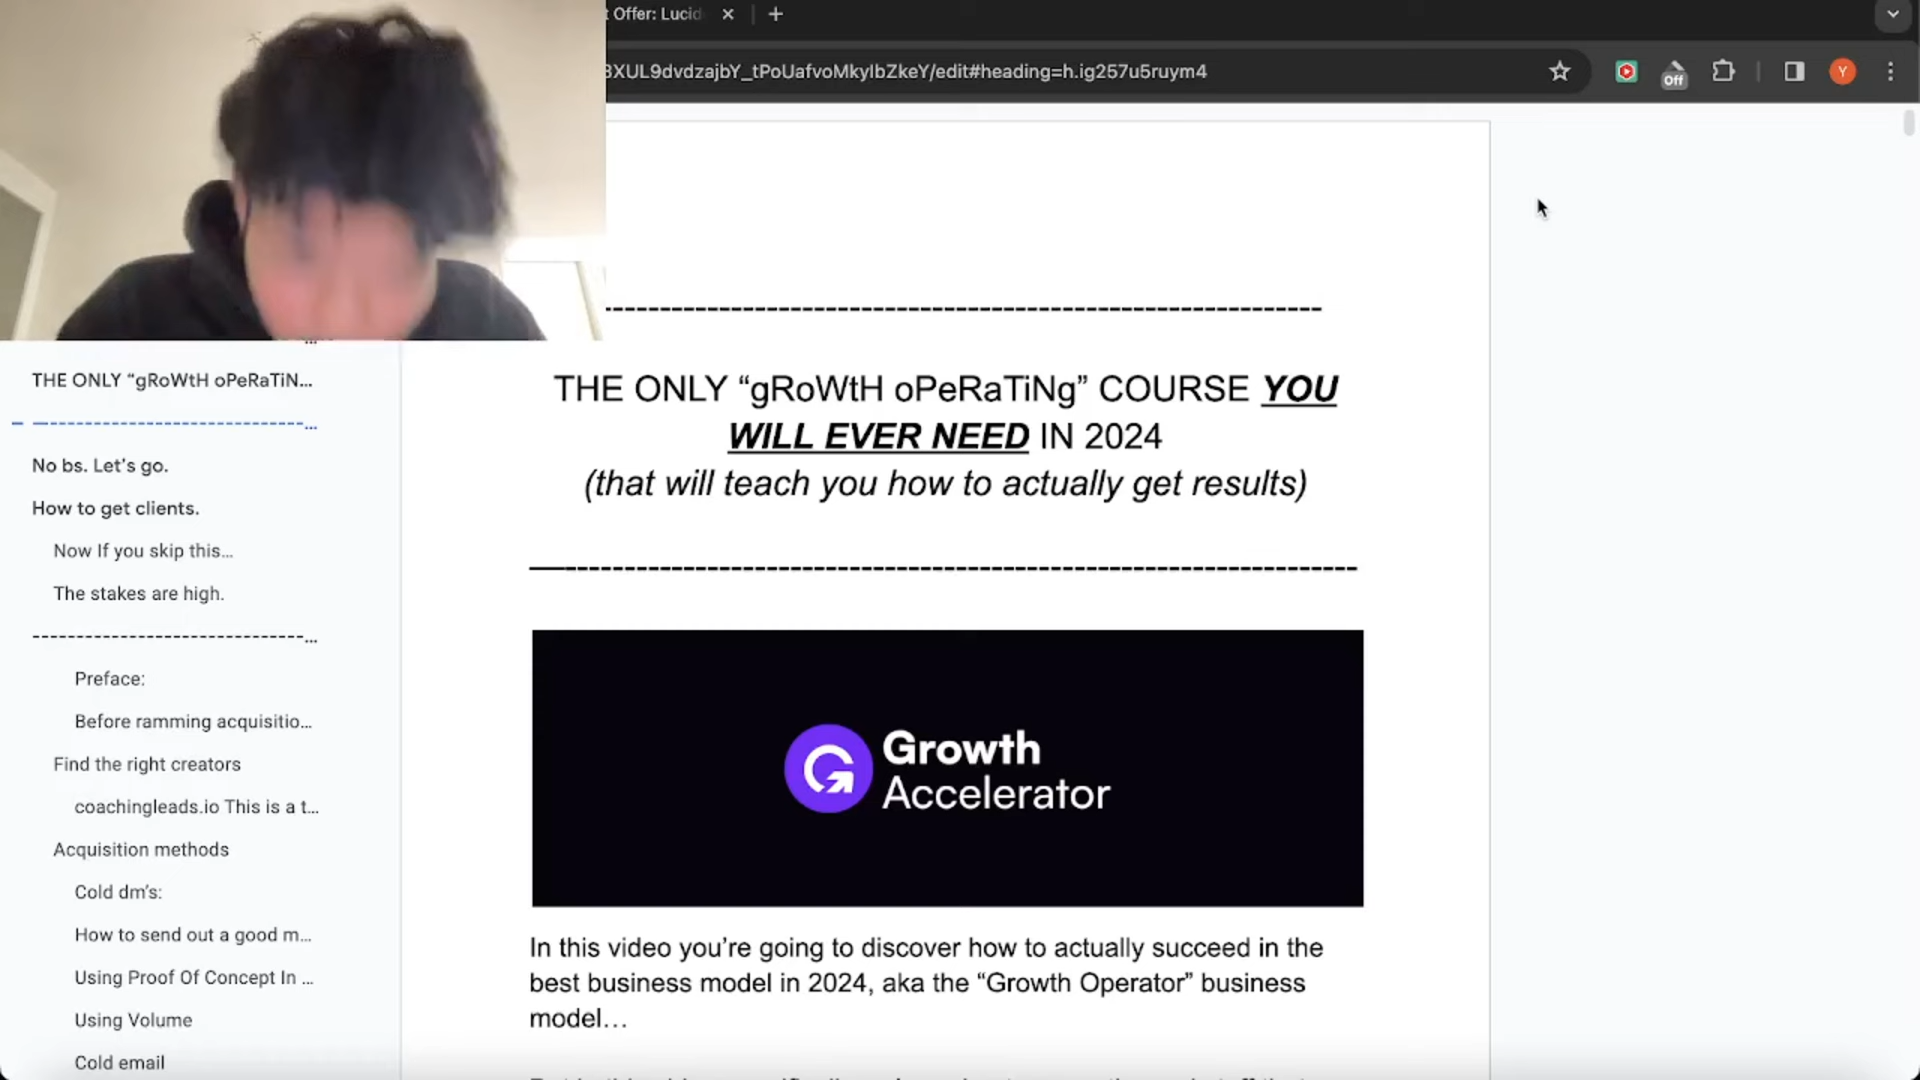 t Offer: Lucid
3XUL9dvdzajbY_tPoUafvoMkylbZkeY/edit#heading=h.ig257u5ruym4
Off
Y
THE ONLY “gRoWtH oPeRaTiN...
—------------------------------...
No bs. Let’s go.
How to get clients.
Now If you skip this...
The stakes are high.
-------------------------------...
Preface:
Before ramming acquisitio...
Find the right creators
coachingleads.io This is a t...
Acquisition methods
Cold dm’s:
How to send out a good m...
Using Proof Of Concept In ...
Using Volume
Cold email
THE ONLY “gRoWtH oPeRaTiNg” COURSE YOU
WILL EVER NEED IN 2024
(that will teach you how to actually get results)
Growth
Accelerator
In this video you’re going to discover how to actually succeed in the
best business model in 2024, aka the “Growth Operator” business
model…